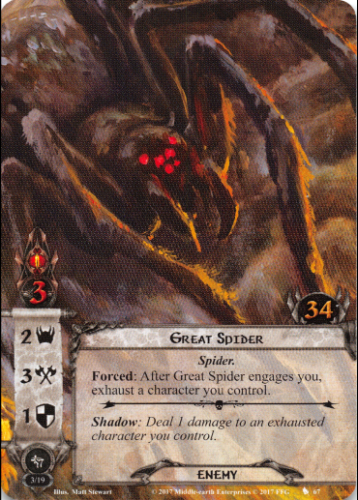 3
34
GREAT SPIDER
2
Spider.
Forced: After Great Spider engages you,
exhaust a character you control.
3
1
Shadow: Deal 1 damage to an exhausted
character you control.
3/19
ENEMY
Illus. Matt Stewart
© 2017 Middle-earth Enterprises © 2017 FFG